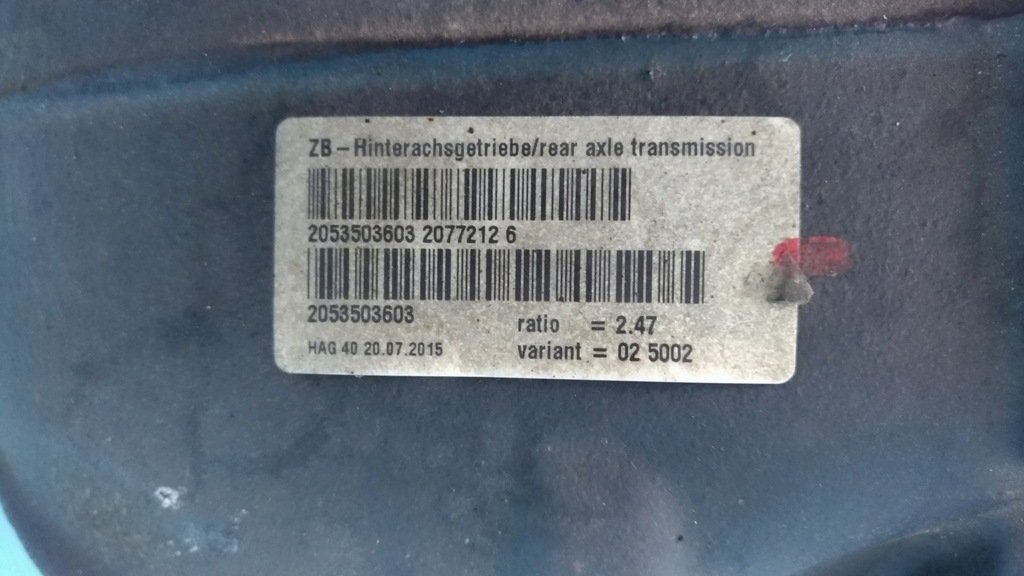 ZB – Hinterachsgetriebe/rear axle transmission
2053503603 2077212 6
2053503603
ratio = 2.47
HAG 40 20.07.2015
variant = 02 5002